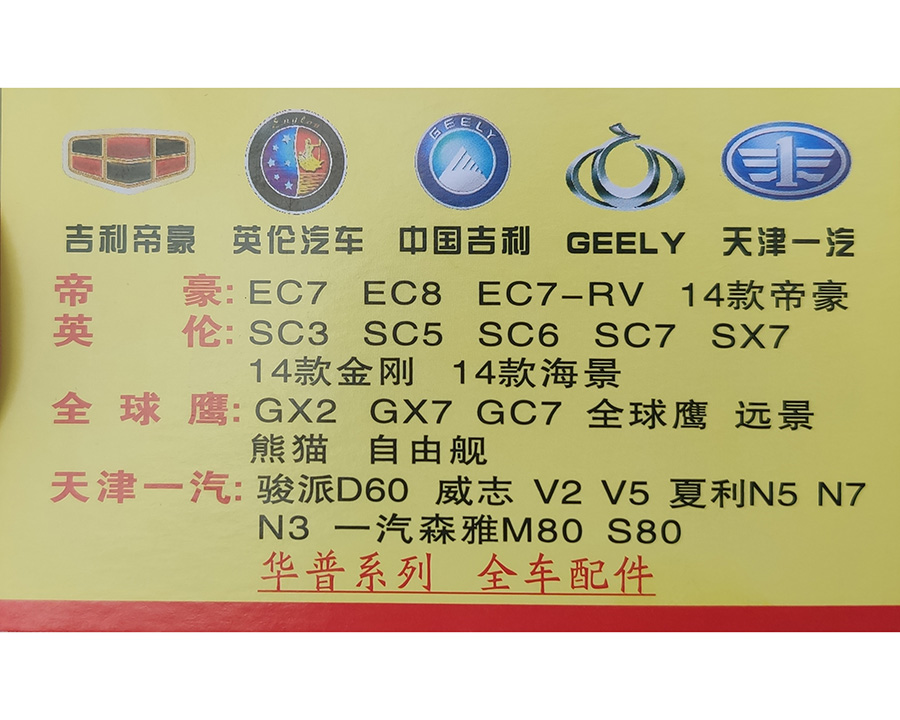 Englon
GEELY
1
吉利帝豪 英伦汽车 中国吉利 GEELY 天津一汽
帝豪: EC7 EC8 EC7-RV 14款帝豪
英伦: SC3 SC5 SC6 SC7 SX7
14款金刚 14款海景
全球鹰: GX2 GX7 GC7 全球鹰 远景
熊猫 自由舰
天津一汽: 骏派D60 威志 V2 V5 夏利N5 N7
N3 一汽森雅M80 S80
华普系列 全车配件